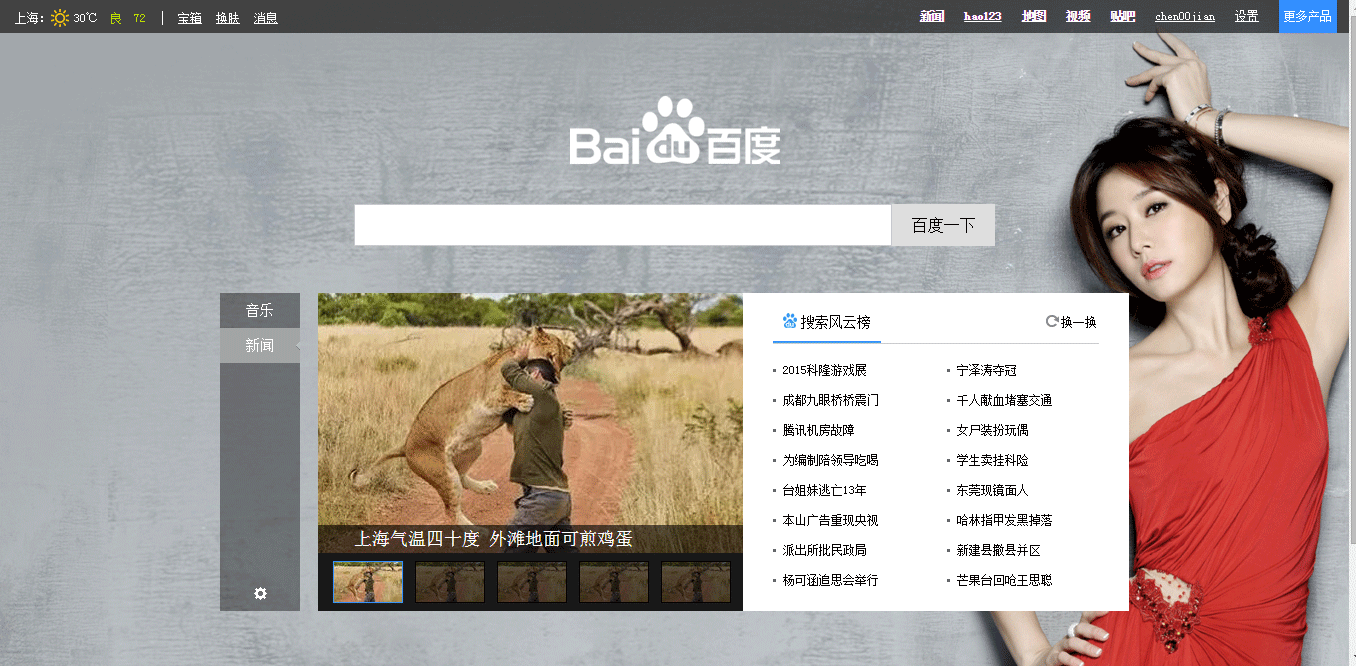 上海: 30℃ 良 72 | 宝箱 换肤 消息
新闻 hao123 地图 视频 贴吧 chen00jian 设置 更多产品
Bai du 百度
百度一下
音乐
新闻
上海气温四十度 外滩地面可煎鸡蛋
搜索风云榜 换一换
2015科隆游戏展 宁泽涛夺冠
成都九眼桥桥震门 千人献血堵塞交通
腾讯机房故障 女尸装扮玩偶
为编制陪领导吃喝 学生卖挂科险
台姐妹逃亡13年 东莞现镜面人
本山广告重现央视 哈林指甲发黑掉落
派出所批民政局 新建县撤县并区
杨可涵追思会举行 芒果台回呛王思聪